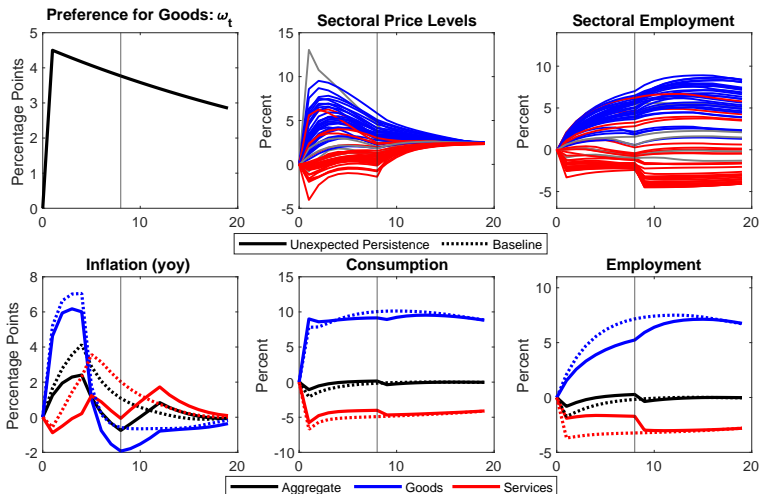 Preference for Goods: ω_t
Sectoral Price Levels
Sectoral Employment
Percentage Points
5
4
3
2
1
0
0 10 20
Percent
15
10
5
0
-5
0 10 20
Percent
10
5
0
-5
0 10 20
Unexpected Persistence
Baseline
Inflation (yoy)
Consumption
Employment
Percentage Points
8
6
4
2
0
-2
0 10 20
Percent
15
10
5
0
-5
-10
0 10 20
Percent
10
5
0
-5
0 10 20
Aggregate
Goods
Services